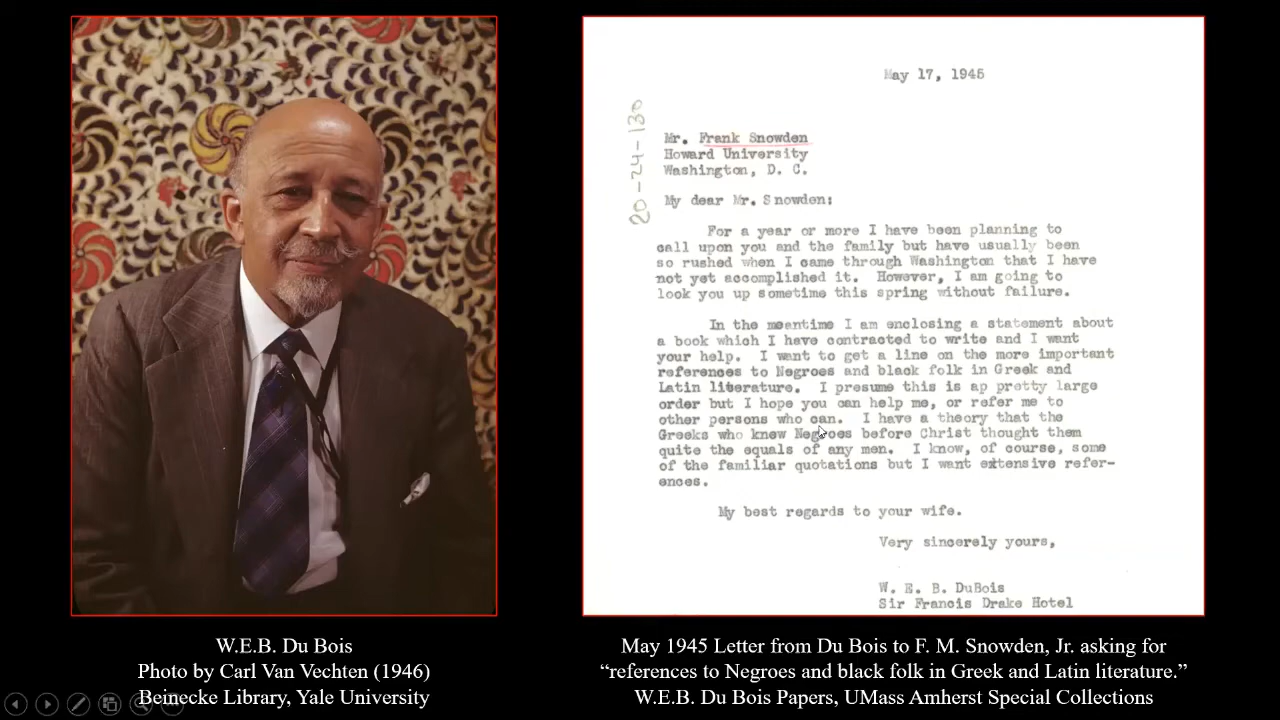 May 17, 1945
20-24-130
Mr. Frank Snowden
Howard University
Washington, D. C.
My dear Mr. Snowden:
For a year or more I have been planning to
call upon you and the family but have usually been
so rushed when I came through Washington that I have
not yet accomplished it. However, I am going to
look you up sometime this spring without failure.
In the meantime I am enclosing a statement about
a book which I have contracted to write and I want
your help. I want to get a line on the more important
references to Negroes and black folk in Greek and
Latin literature. I presume this is ap pretty large
order but I hope you can help me, or refer me to
other persons who can. I have a theory that the
Greeks who knew Negroes before Christ thought them
quite the equals of any men. I know, of course, some
of the familiar quotations but I want extensive refer-
ences.
My best regards to your wife.
Very sincerely yours,
W. E. B. DuBois
Sir Francis Drake Hotel
W.E.B. Du Bois
Photo by Carl Van Vechten (1946)
Beinecke Library, Yale University
May 1945 Letter from Du Bois to F. M. Snowden, Jr. asking for
“references to Negroes and black folk in Greek and Latin literature.”
W.E.B. Du Bois Papers, UMass Amherst Special Collections